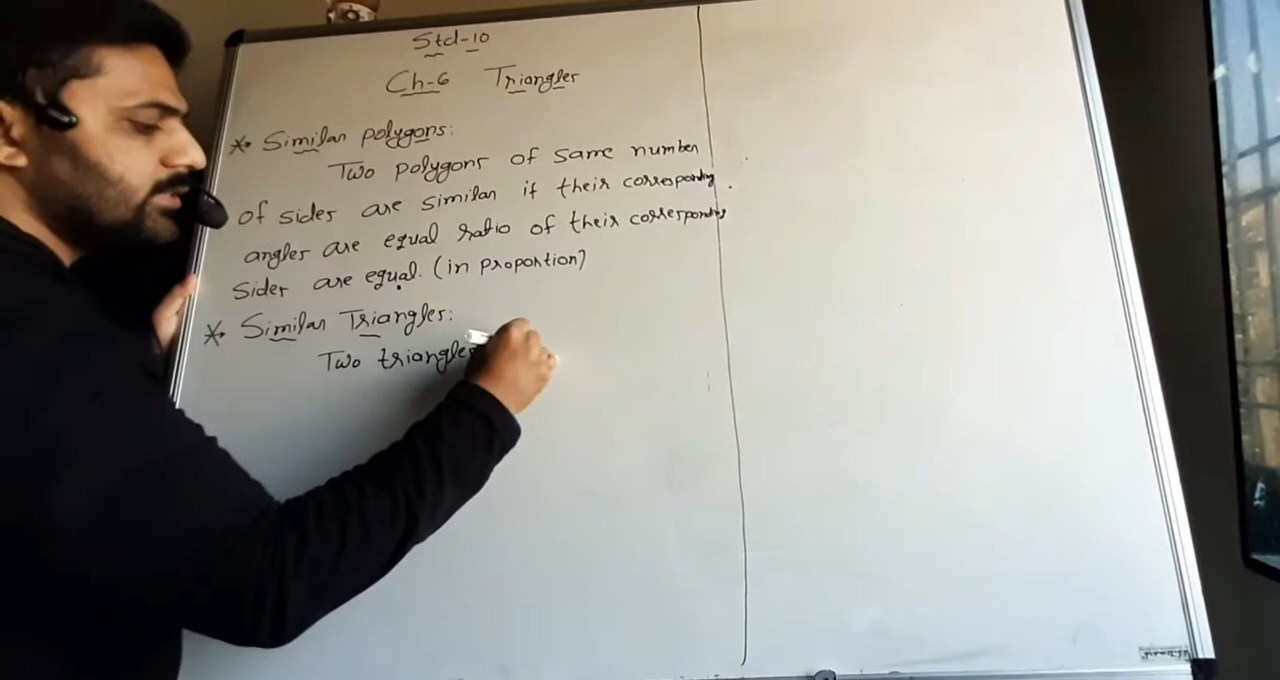 Std-10
Ch-6 Triangles
* Similar polygons:
Two polygons of same number
of sides are similar if their corresponding
angles are equal ratio of their corresponding
sides are equal. (in proportion)
* Similar Triangles:
Two triangles